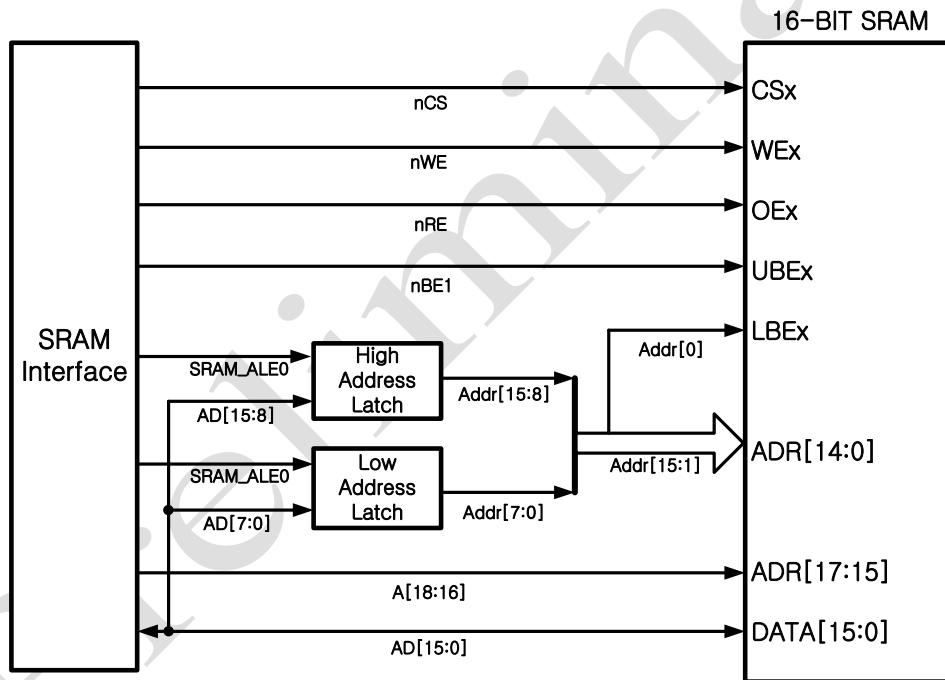 16-BIT SRAM
nCS
CSx
nWE
WEx
nRE
OEx
nBE1
UBEx
SRAM
Interface
SRAM_ALE0
High
Address
Latch
AD[15:8]
Addr[15:8]
Addr[0]
LBEx
SRAM_ALE0
Low
Address
Latch
AD[7:0]
Addr[7:0]
Addr[15:1]
ADR[14:0]
A[18:16]
ADR[17:15]
AD[15:0]
DATA[15:0]